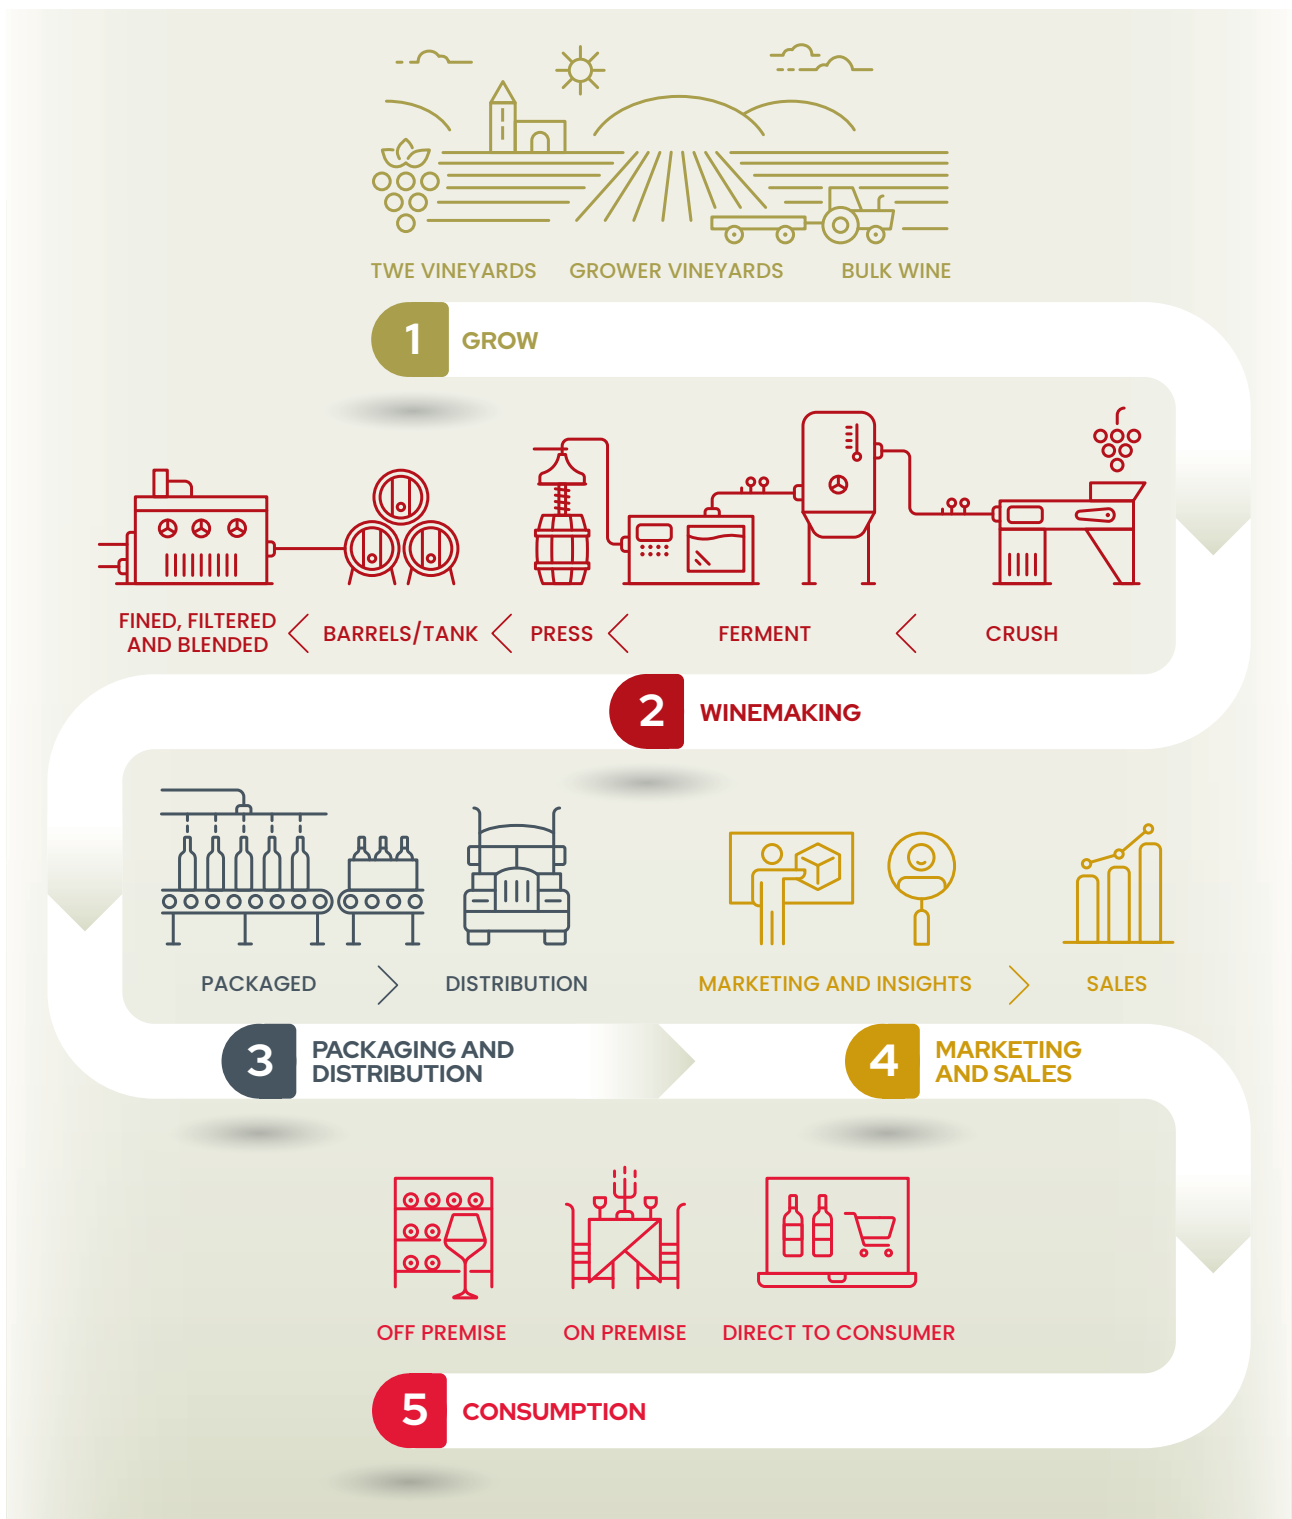 TWE VINEYARDS
GROWER VINEYARDS
BULK WINE
1
GROW
FINED, FILTERED
AND BLENDED
BARRELS/TANK
PRESS
FERMENT
CRUSH
2
WINEMAKING
PACKAGED
DISTRIBUTION
MARKETING AND INSIGHTS
SALES
3
PACKAGING AND
DISTRIBUTION
4
MARKETING
AND SALES
OFF PREMISE
ON PREMISE
DIRECT TO CONSUMER
5
CONSUMPTION